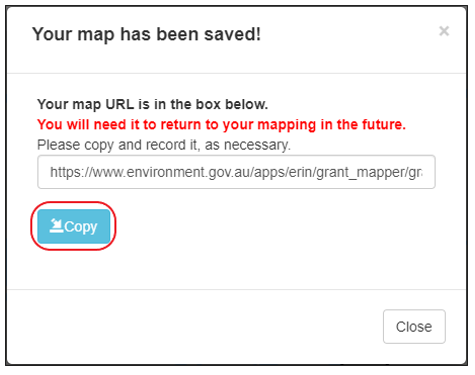 Your map has been saved!
×
Your map URL is in the box below.
You will need it to return to your mapping in the future.
Please copy and record it, as necessary.
https://www.environment.gov.au/apps/erin/grant_mapper/gra
Copy
Close